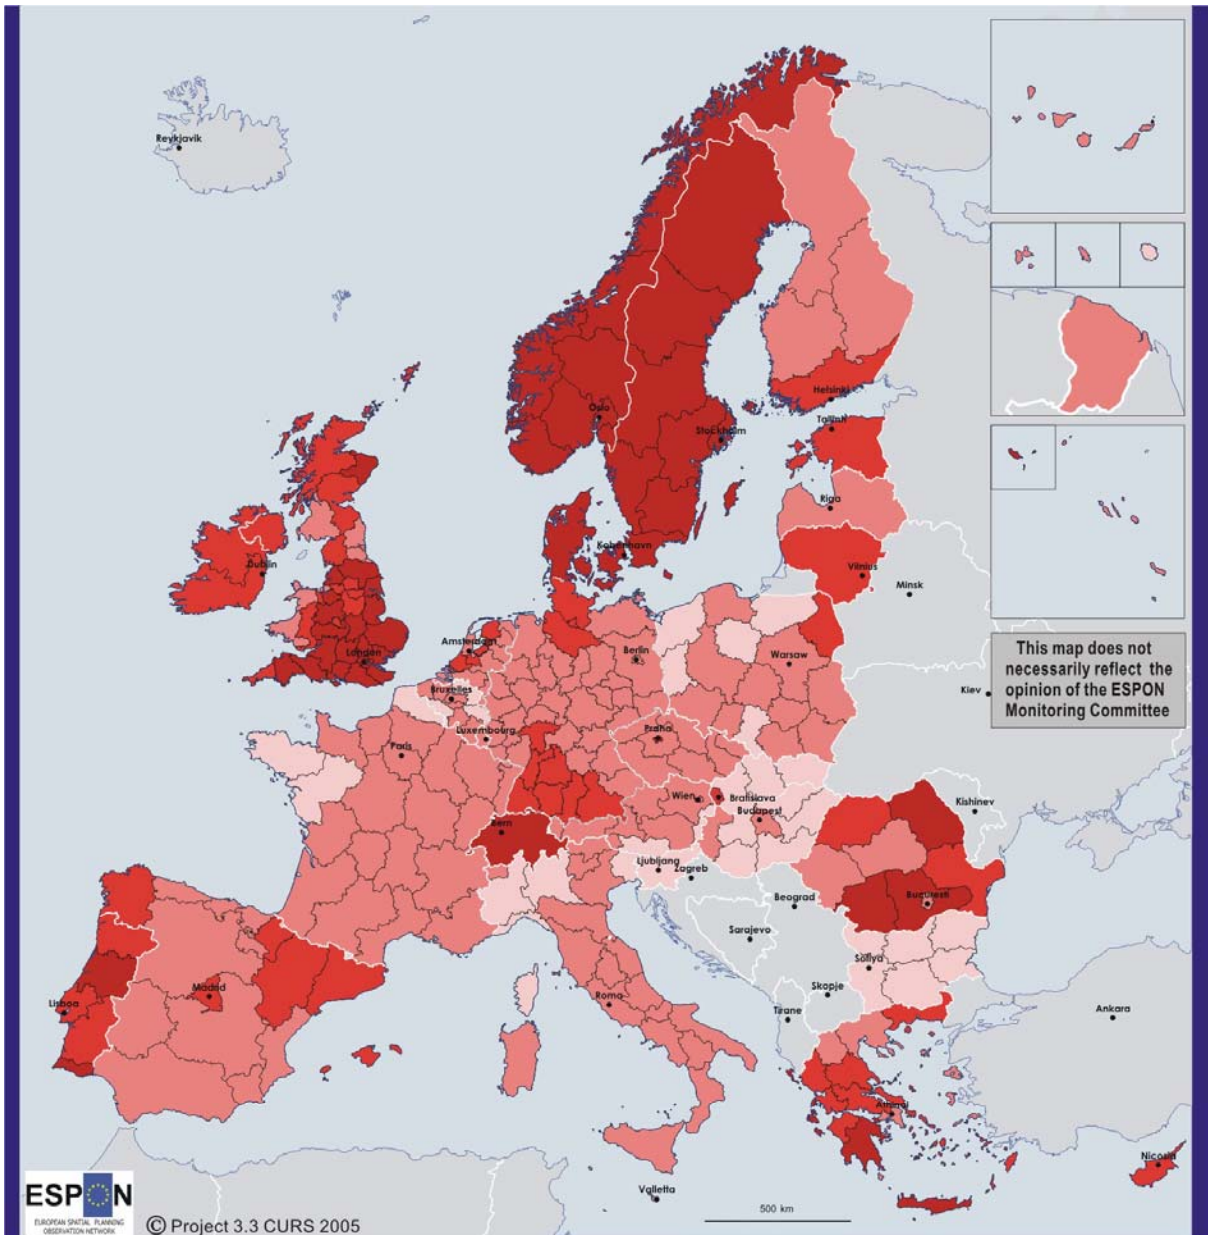 Reykjavik
Oslo
Stockholm
Helsinki
Tallinn
Riga
Kobenhavn
Vilnius
Minsk
Dublin
London
Amsterdam
Berlin
Warsaw
Kiev
Bruxelles
Luxembourg
Praha
Paris
Wien
Bratislava
Budapest
Kishinev
Bern
Ljubljang
Zagreb
Beograd
Bucuresti
Sarajevo
Sofiya
Skopje
Tirane
Madrid
Lisboa
Roma
Ankara
Valletta
Nicosia
This map does not
necessarily reflect the
opinion of the ESPON
Monitoring Committee
ESPON
EUROPEAN SPATIAL PLANNING
OBSERVATION NETWORK
© Project 3.3 CURS 2005
500 km